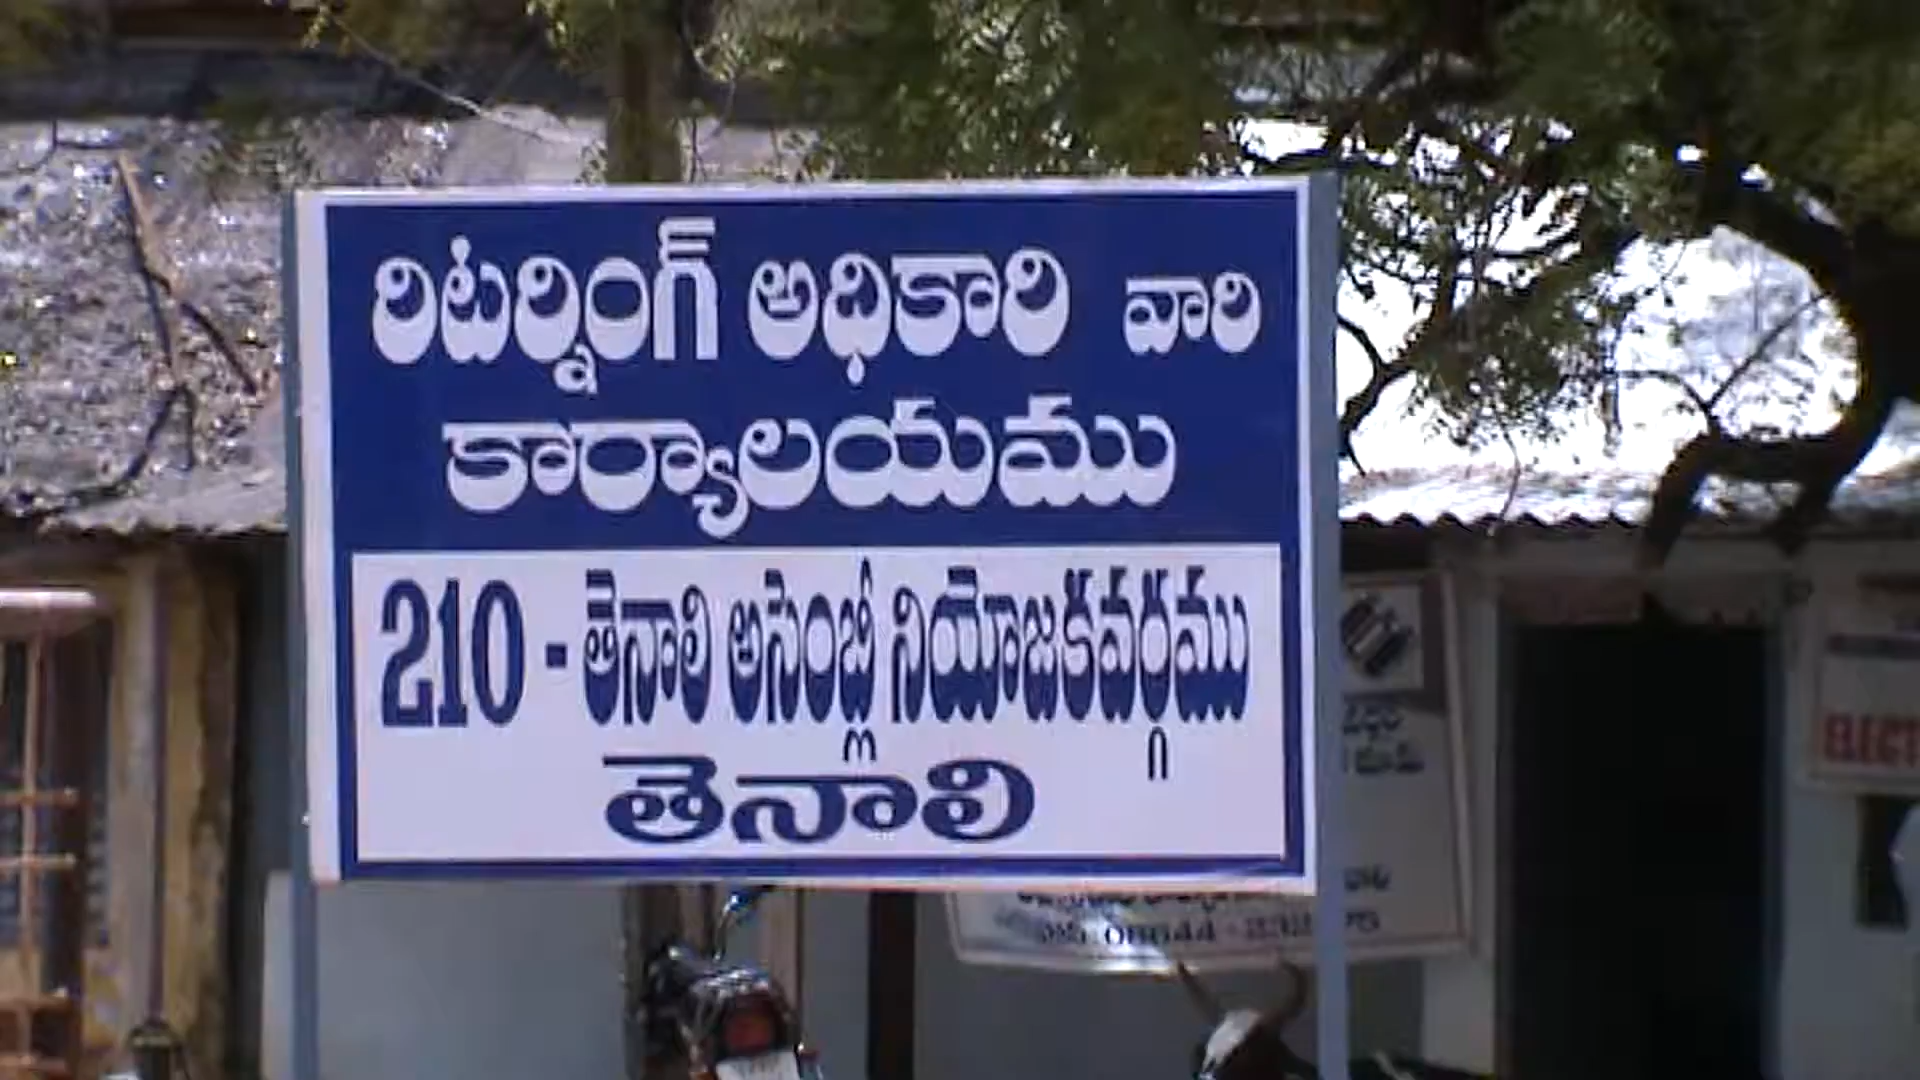 రిటర్నింగ్ అధికారి వారి
కార్యాలయము
210 - తెనాలి అసెంబ్లీ నియోజకవర్గము
తెనాలి